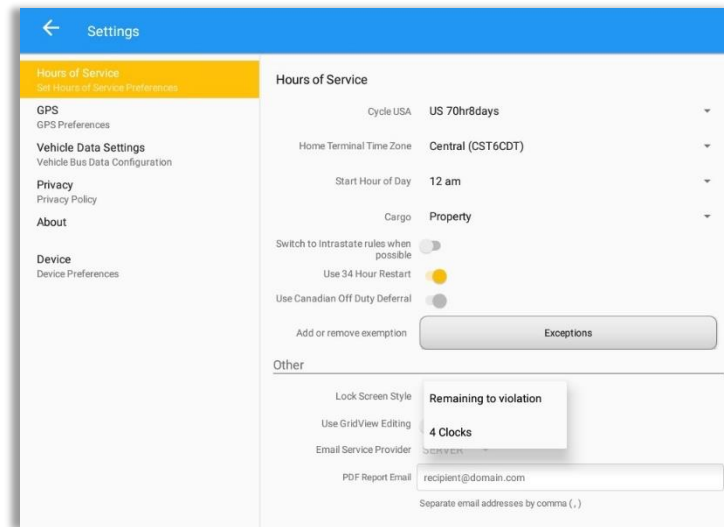 Settings
Hours of Service
Set Hours of Service Preferences
GPS
GPS Preferences
Vehicle Data Settings
Vehicle Bus Data Configuration
Privacy
Privacy Policy
About
Device
Device Preferences
Hours of Service
Cycle USA US 70hr8days
Home Terminal Time Zone Central (CST6CDT)
Start Hour of Day 12 am
Cargo Property
Switch to Intrastate rules when
possible
Use 34 Hour Restart
Use Canadian Off Duty Deferral
Add or remove exemption Exceptions
Other
Lock Screen Style Remaining to violation
Use GridView Editing 4 Clocks
Email Service Provider SERVER
PDF Report Email recipient@domain.com
Separate email addresses by comma ( , )